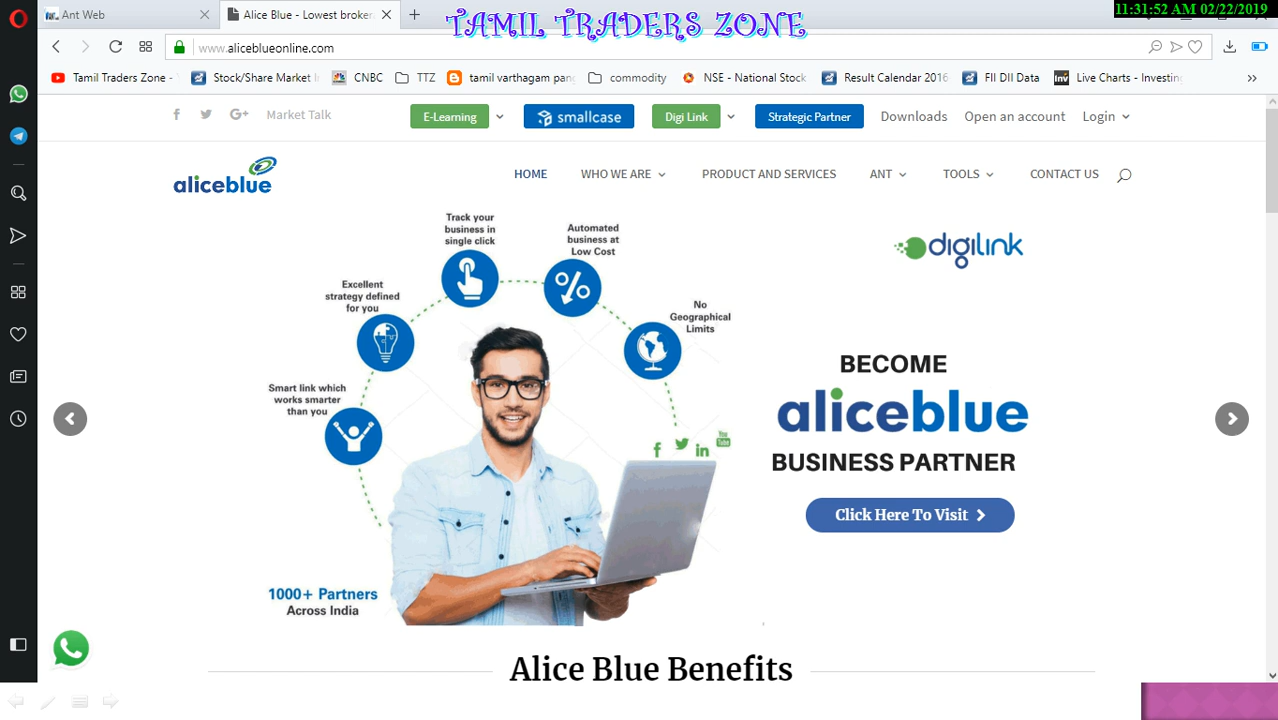 TAMIL TRADERS ZONE
11:31:52 AM 02/22/2019
Ant Web
Alice Blue - Lowest broker
www.aliceblueonline.com
Tamil Traders Zone -
Stock/Share Market I
CNBC
TTZ
tamil varthagam pan
commodity
NSE - National Stock
Result Calendar 2016
FII DII Data
Inv
Live Charts - Investin
Market Talk
E-Learning
smallcase
Digi Link
Strategic Partner
Downloads
Open an account
Login
aliceblue
HOME
WHO WE ARE
PRODUCT AND SERVICES
ANT
TOOLS
CONTACT US
Track your
business in
single click
Automated
business at
Low Cost
Excellent
strategy defined
for you
No
Geographical
Limits
Smart link which
works smarter
than you
You
Tube
digilink
BECOME
aliceblue
BUSINESS PARTNER
Click Here To Visit
1000+ Partners
Across India
Alice Blue Benefits